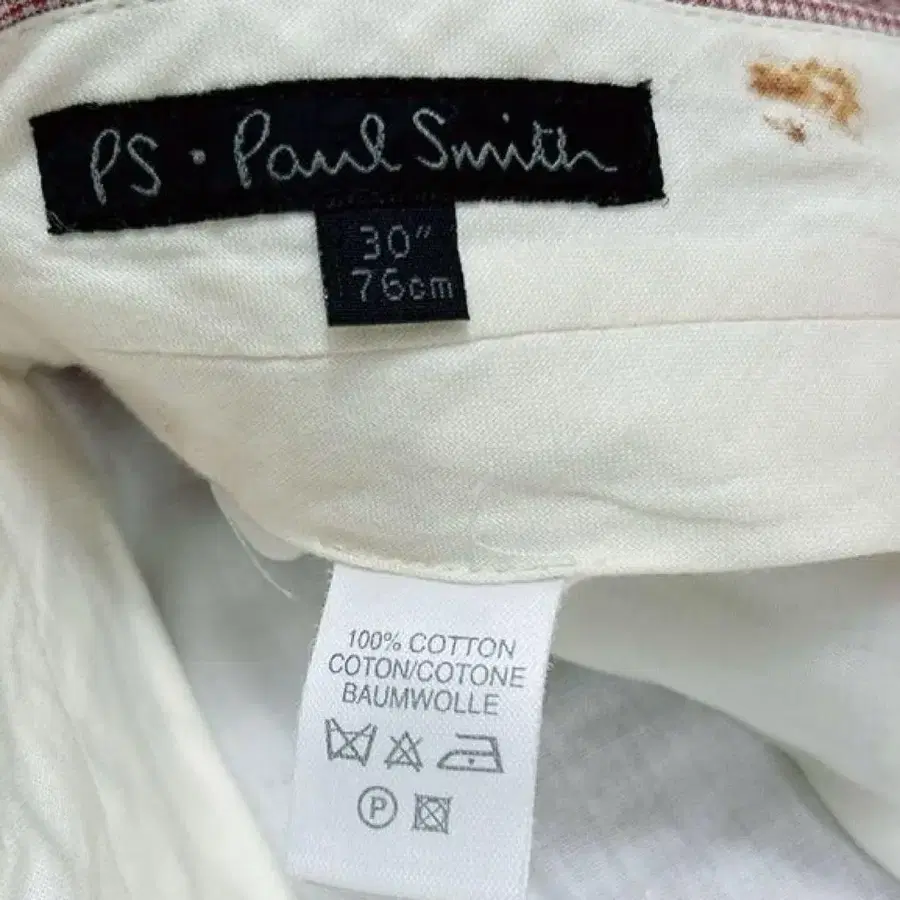 PS · Paul Smith
30"
76cm
100% COTTON
COTON/COTONE
BAUMWOLLE
P